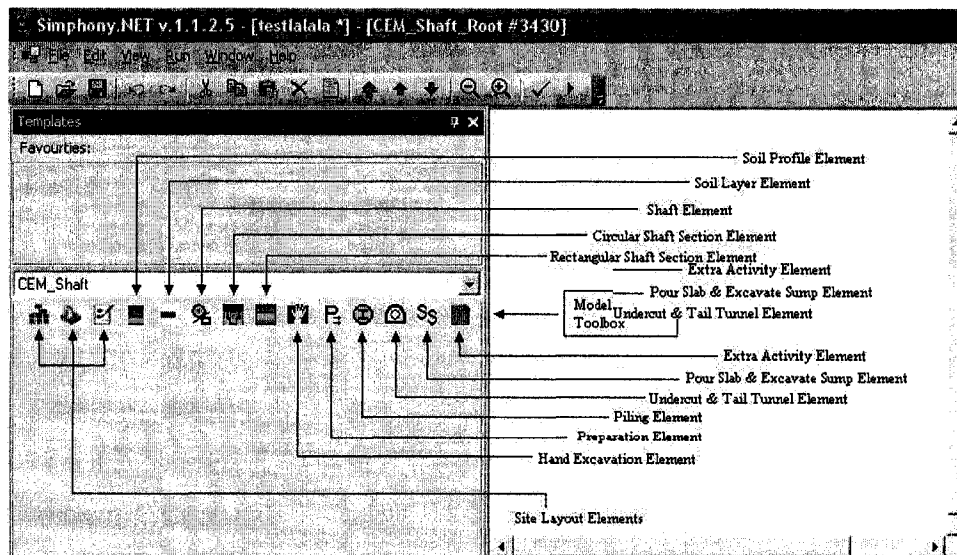 Simphony.NET v.1.1.2.5 - [testlalala *] - [CEM_Shaft_Root #3430]
File Edit View Run Window Help
Templates
Favourties:
Soil Profile Element
Soil Layer Element
Shaft Element
Circular Shaft Section Element
Rectangular Shaft Section Element
Extra Activity Element
CEM_Shaft
Pour Slab & Excavate Sump Element
Model Toolbox
Undercut & Tail Tunnel Element
P
SS
Extra Activity Element
Pour Slab & Excavate Sump Element
Undercut & Tail Tunnel Element
Piling Element
Preparation Element
Hand Excavation Element
Site Layout Elements